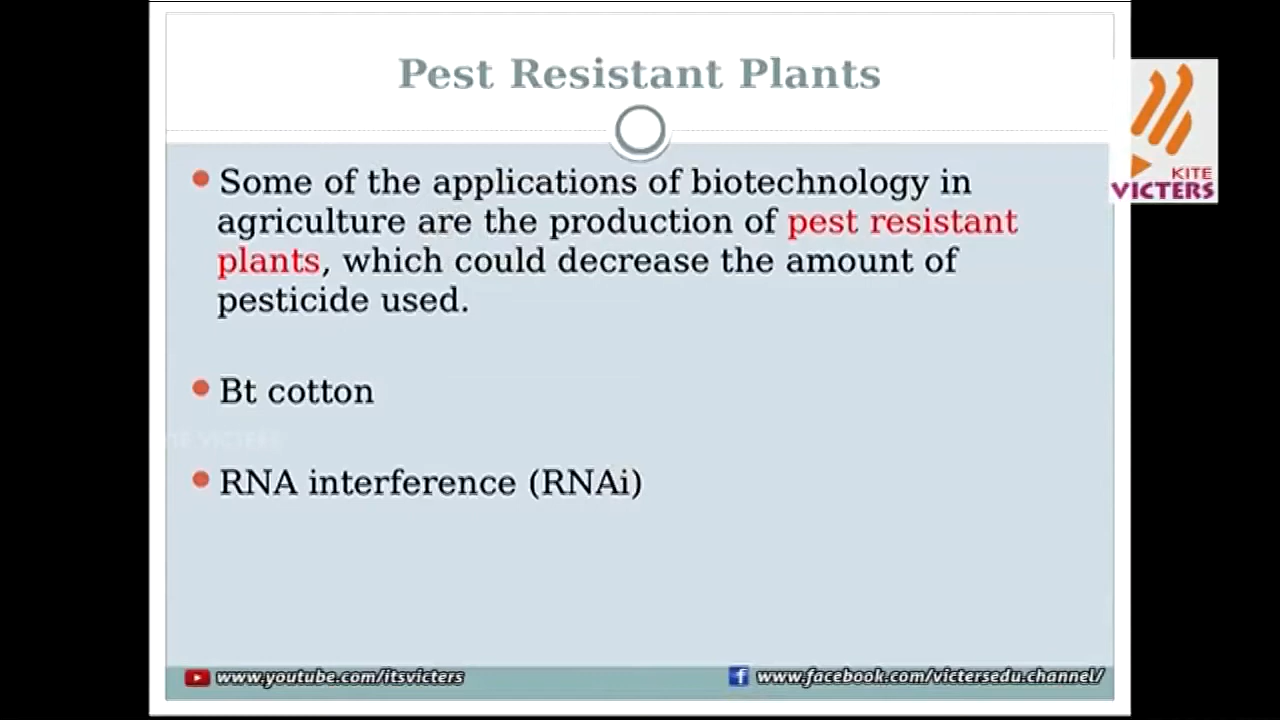 Pest Resistant Plants
Some of the applications of biotechnology in
agriculture are the production of pest resistant
plants, which could decrease the amount of
pesticide used.
Bt cotton
RNA interference (RNAi)
KITE
VICTERS
www.youtube.com/itsvicters
www.facebook.com/victersedu.channel/